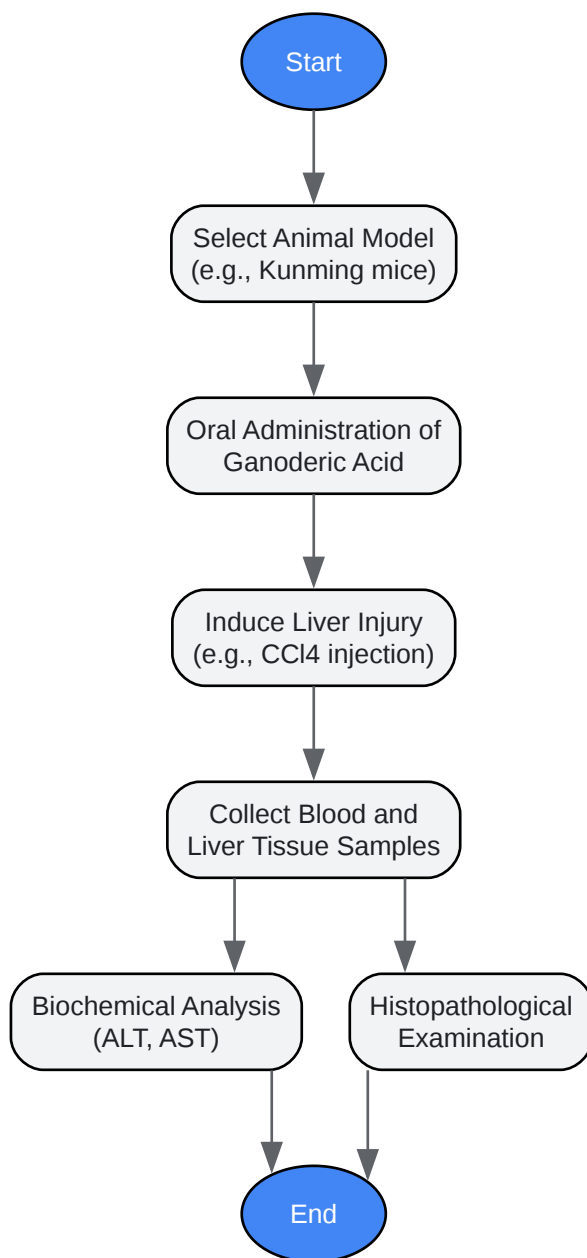 Start
Select Animal Model
(e.g., Kunming mice)
Oral Administration of
Ganoderic Acid
Induce Liver Injury
(e.g., CCl4 injection)
Collect Blood and
Liver Tissue Samples
Biochemical Analysis
(ALT, AST)
Histopathological
Examination
End